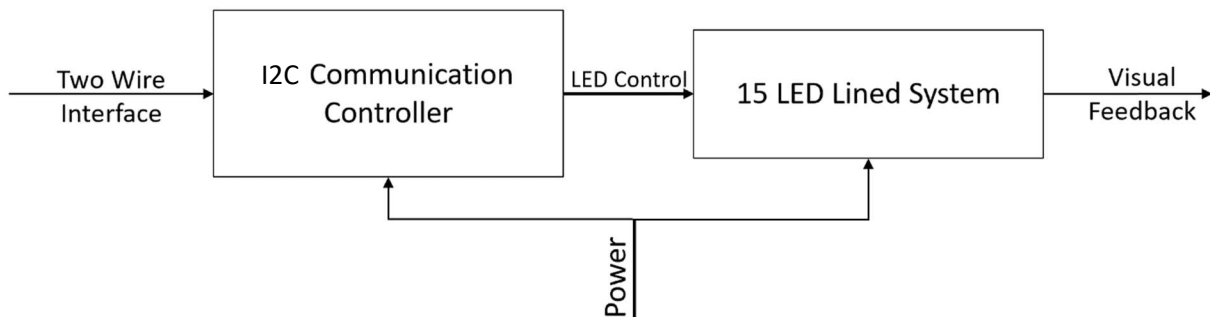 Two Wire
Interface
I2C Communication
Controller
LED Control
15 LED Lined System
Visual
Feedback
Power